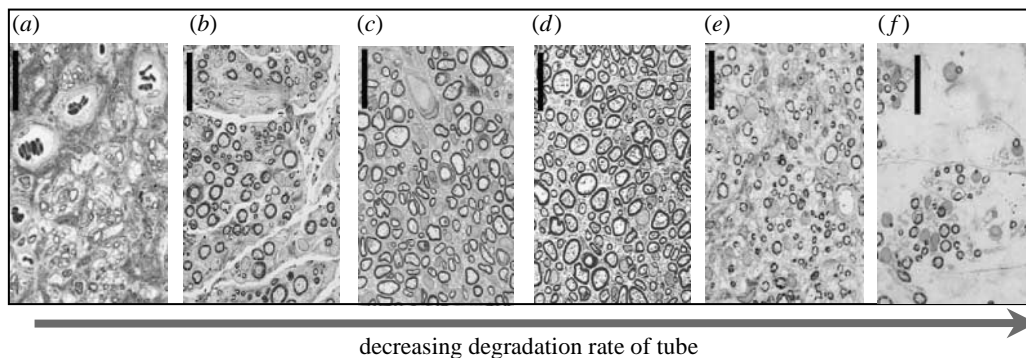 (a) (b) (c) (d) (e) (f)
decreasing degradation rate of tube